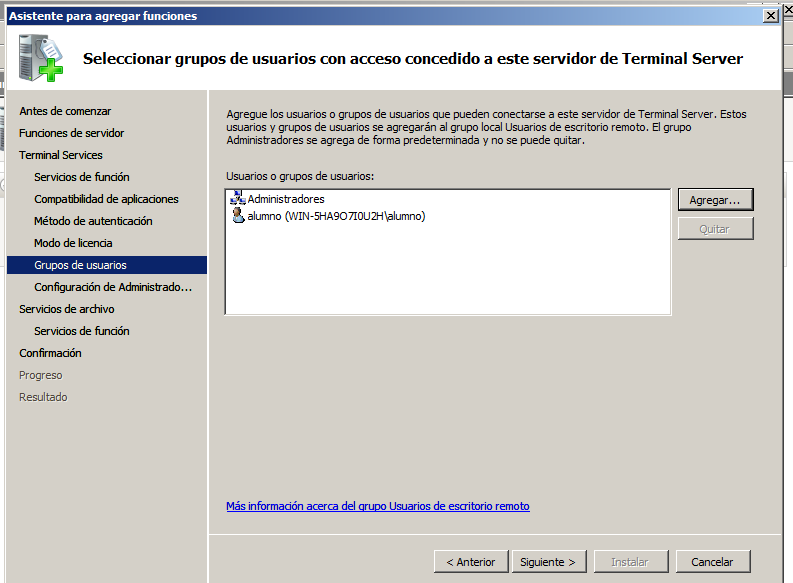 Asistente para agregar funciones
Seleccionar grupos de usuarios con acceso concedido a este servidor de Terminal Server
Antes de comenzar
Funciones de servidor
Terminal Services
Servicios de función
Compatibilidad de aplicaciones
Método de autenticación
Modo de licencia
Grupos de usuarios
Configuración de Administrado...
Servicios de archivo
Servicios de función
Confirmación
Progreso
Resultado
Agregue los usuarios o grupos de usuarios que pueden conectarse a este servidor de Terminal Server. Estos
usuarios y grupos de usuarios se agregarán al grupo local Usuarios de escritorio remoto. El grupo
Administradores se agrega de forma predeterminada y no se puede quitar.
Usuarios o grupos de usuarios:
Administradores
alumno (WIN-5HA9O7I0U2H\alumno)
Agregar...
Quitar
Más información acerca del grupo Usuarios de escritorio remoto
< Anterior
Siguiente >
Instalar
Cancelar